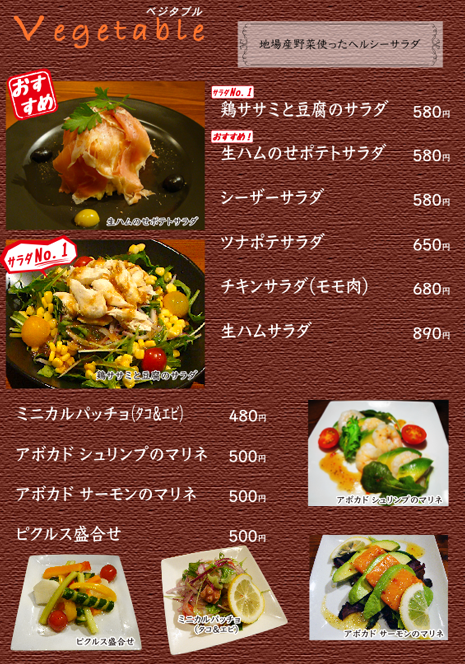 ベジタブル
Vegetable
地場産野菜使ったヘルシーサラダ
おすすめ
生ハムのせポテトサラダ
サラダNo.1
鶏ササミと豆腐のサラダ
サラダNo.1
鶏ササミと豆腐のサラダ 580円
おすすめ!
生ハムのせポテトサラダ 580円
シーザーサラダ 580円
ツナポテサラダ 650円
チキンサラダ(モモ肉) 680円
生ハムサラダ 890円
ミニカルパッチョ(タコ&エビ) 480円
アボカド シュリンプのマリネ 500円
アボカド サーモンのマリネ 500円
ピクルス盛合せ 500円
アボカド シュリンプのマリネ
ピクルス盛合せ
ミニカルパッチョ
(タコ&エビ)
アボカド サーモンのマリネ